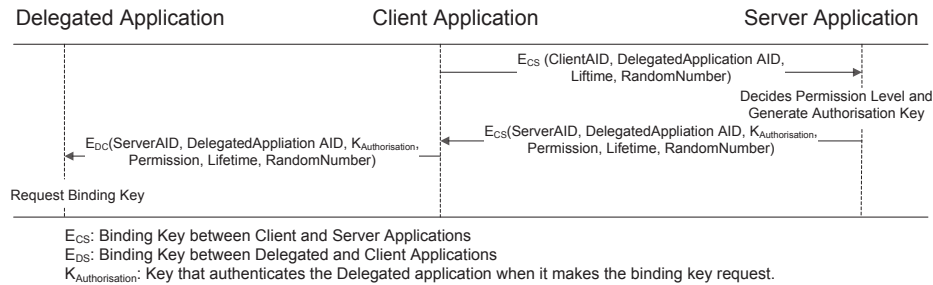 Delegated Application Client Application Server Application
E_CS (ClientAID, DelegatedApplication AID,
Liftime, RandomNumber)
Decides Permission Level and
Generate Authorisation Key
E_CS(ServerAID, DelegatedAppliation AID, K_Authorisation,
Permission, Lifetime, RandomNumber)
E_DC(ServerAID, DelegatedAppliation AID, K_Authorisation,
Permission, Lifetime, RandomNumber)
Request Binding Key
E_CS: Binding Key between Client and Server Applications
E_DS: Binding Key between Delegated and Client Applications
K_Authorisation: Key that authenticates the Delegated application when it makes the binding key request.